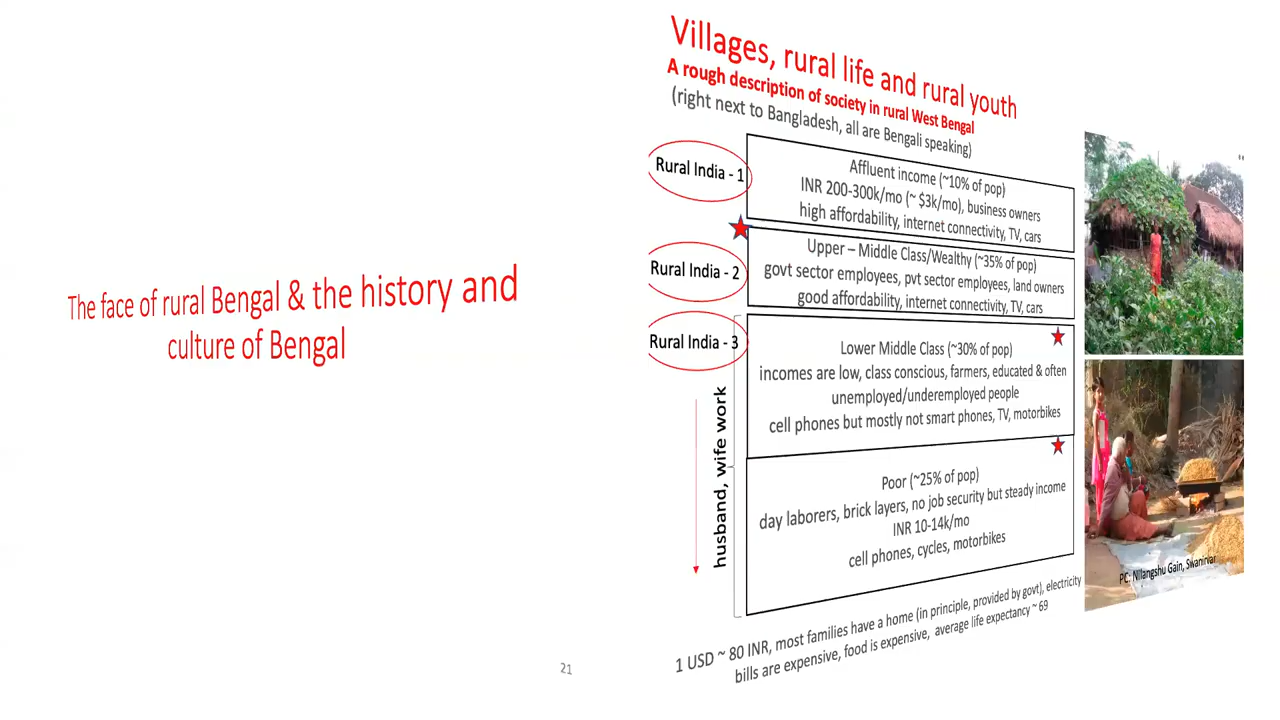 The face of rural Bengal & the history and
culture of Bengal
21
Villages, rural life and rural youth
A rough description of society in rural West Bengal
(right next to Bangladesh, all are Bengali speaking)
Rural India - 1
Affluent income (~10% of pop)
INR 200-300k/mo (~ $3k/mo), business owners
high affordability, internet connectivity, TV, cars
Rural India - 2
Upper – Middle Class/Wealthy (~35% of pop)
govt sector employees, pvt sector employees, land owners
good affordability, internet connectivity, TV, cars
Rural India - 3
Lower Middle Class (~30% of pop)
incomes are low, class conscious, farmers, educated & often
unemployed/underemployed people
cell phones but mostly not smart phones, TV, motorbikes
husband, wife work
Poor (~25% of pop)
day laborers, brick layers, no job security but steady income
INR 10-14k/mo
cell phones, cycles, motorbikes
PC: Nilangshu Gain, Swanirvar
1 USD ~ 80 INR, most families have a home (in principle, provided by govt), electricity
bills are expensive, food is expensive, average life expectancy ~ 69